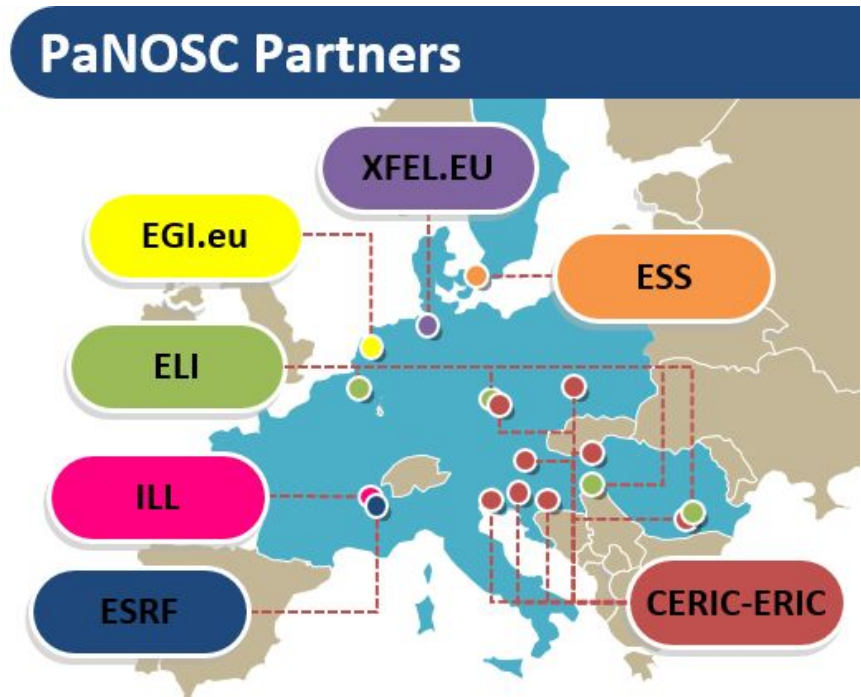 PaNOSC Partners
XFEL.EU
EGI.eu
ESS
ELI
ILL
ESRF
CERIC-ERIC